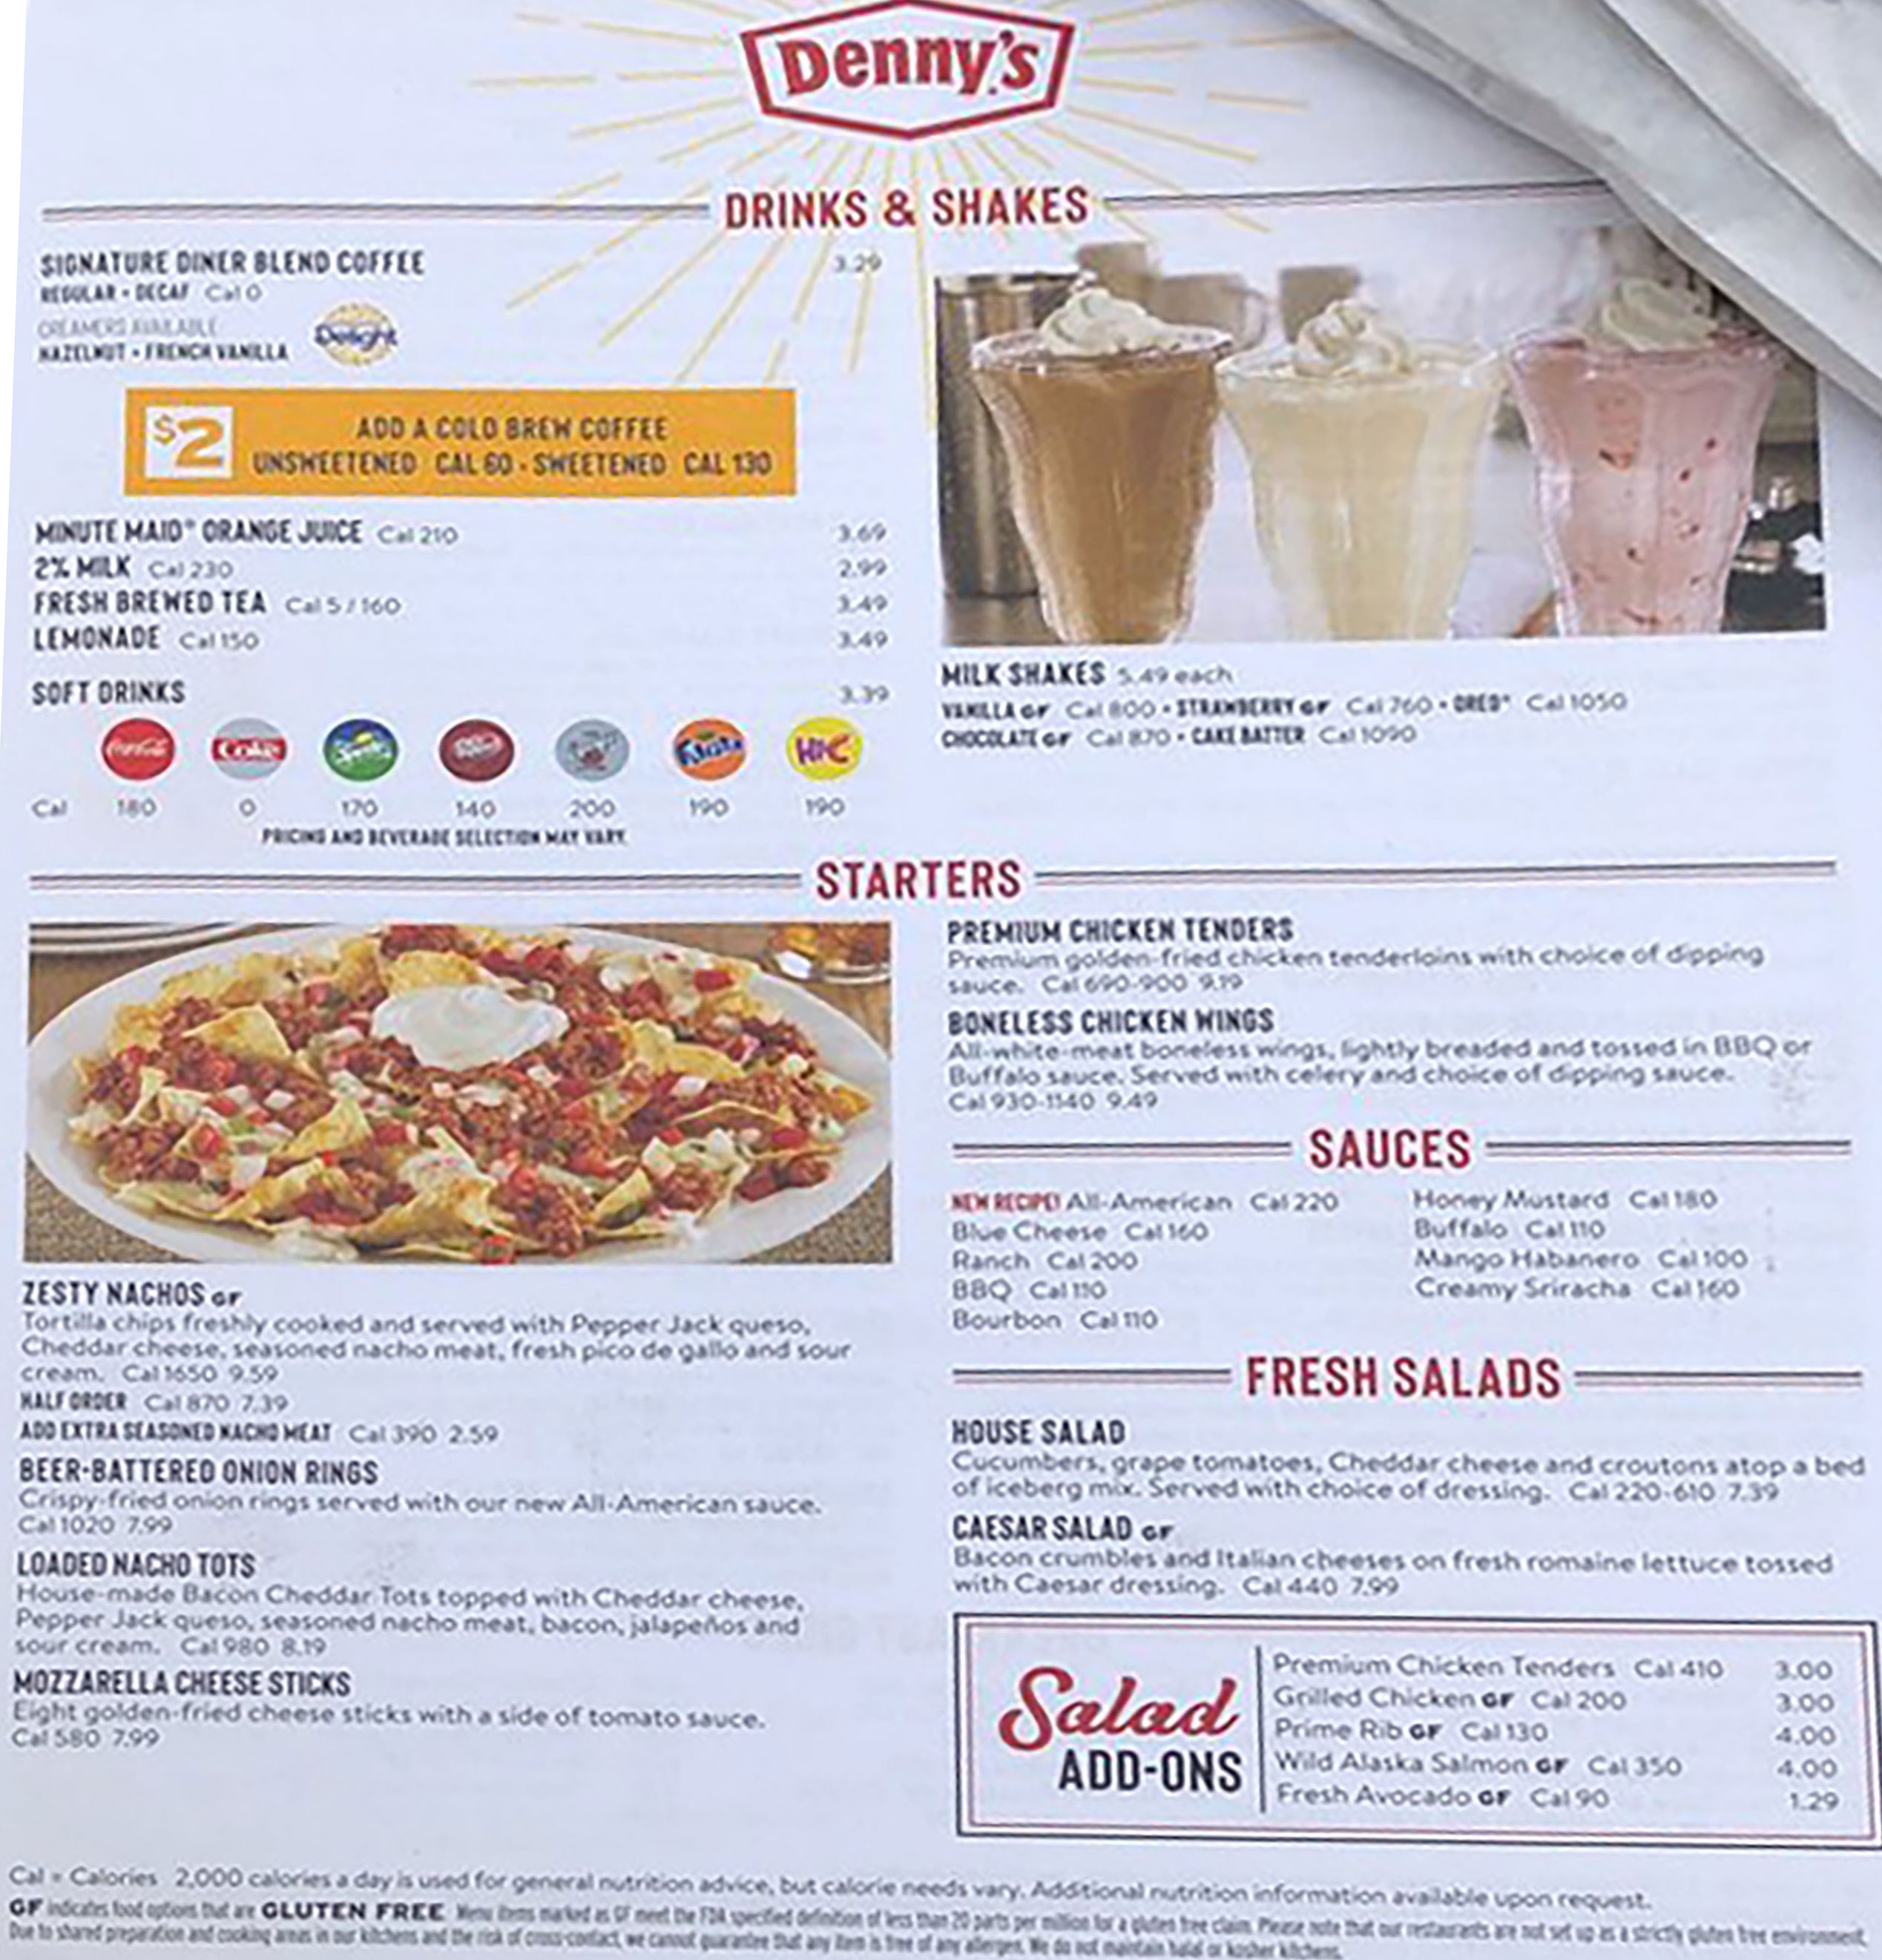 Denny's
DRINKS & SHAKES
SIGNATURE DINER BLEND COFFEE 3.29
REGULAR • DECAF Cal 0
CREAMERS AVAILABLE
HAZELNUT • FRENCH VANILLA
Delight
$2
ADD A COLD BREW COFFEE
UNSWEETENED CAL 60 • SWEETENED CAL 130
MINUTE MAID® ORANGE JUICE Cal 210 3.69
2% MILK Cal 230 2.99
FRESH BREWED TEA Cal 5 / 160 3.49
LEMONADE Cal 150 3.49
SOFT DRINKS 3.39
Coca-Cola Coke Sprite Fanta Hi-C
Cal 180 0 170 140 200 190 190
PRICING AND BEVERAGE SELECTION MAY VARY.
MILK SHAKES 5.49 each
VANILLA GF Cal 800 • STRAWBERRY GF Cal 760 • OREO® Cal 1050
CHOCOLATE GF Cal 870 • CAKE BATTER Cal 1090
STARTERS
ZESTY NACHOS GF
Tortilla chips freshly cooked and served with Pepper Jack queso,
Cheddar cheese, seasoned nacho meat, fresh pico de gallo and sour
cream. Cal 1650 9.59
HALF ORDER Cal 870 7.39
ADD EXTRA SEASONED NACHO MEAT Cal 390 2.59
BEER-BATTERED ONION RINGS
Crispy-fried onion rings served with our new All-American sauce.
Cal 1020 7.99
LOADED NACHO TOTS
House-made Bacon Cheddar Tots topped with Cheddar cheese,
Pepper Jack queso, seasoned nacho meat, bacon, jalapeños and
sour cream. Cal 980 8.19
MOZZARELLA CHEESE STICKS
Eight golden-fried cheese sticks with a side of tomato sauce.
Cal 580 7.99
PREMIUM CHICKEN TENDERS
Premium golden-fried chicken tenderloins with choice of dipping
sauce. Cal 690-900 9.19
BONELESS CHICKEN WINGS
All-white-meat boneless wings, lightly breaded and tossed in BBQ or
Buffalo sauce. Served with celery and choice of dipping sauce.
Cal 930-1140 9.49
SAUCES
NEW RECIPE! All-American Cal 220
Blue Cheese Cal 160
Ranch Cal 200
BBQ Cal 110
Bourbon Cal 110
Honey Mustard Cal 180
Buffalo Cal 110
Mango Habanero Cal 100
Creamy Sriracha Cal 160
FRESH SALADS
HOUSE SALAD
Cucumbers, grape tomatoes, Cheddar cheese and croutons atop a bed
of iceberg mix. Served with choice of dressing. Cal 220-610 7.39
CAESAR SALAD GF
Bacon crumbles and Italian cheeses on fresh romaine lettuce tossed
with Caesar dressing. Cal 440 7.99
Salad
ADD-ONS
Premium Chicken Tenders Cal 410 3.00
Grilled Chicken GF Cal 200 3.00
Prime Rib GF Cal 130 4.00
Wild Alaska Salmon GF Cal 350 4.00
Fresh Avocado GF Cal 90 1.29
Cal = Calories 2,000 calories a day is used for general nutrition advice, but calorie needs vary. Additional nutrition information available upon request.
GF indicates food options that are GLUTEN FREE Menu items marked as GF meet the FDA specified definition of less than 20 parts per million for a gluten free claim. Please note that our restaurants are not set up as a strictly gluten free environment.
Due to shared preparation and cooking areas in our kitchens and the risk of cross-contact, we cannot guarantee that any item is free of any allergen. We do not maintain halal or kosher kitchens.